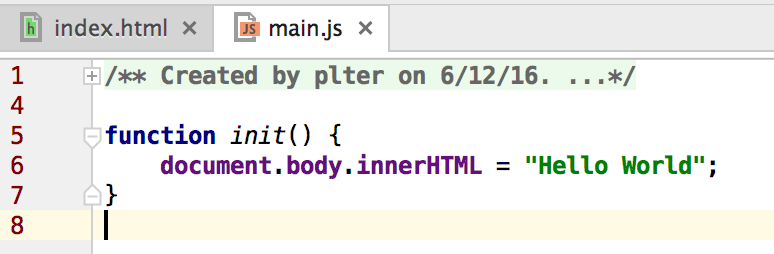 index.html × JS main.js ×
1 /** Created by plter on 6/12/16. ...*/
4
5 function init() {
6     document.body.innerHTML = "Hello World";
7 }
8